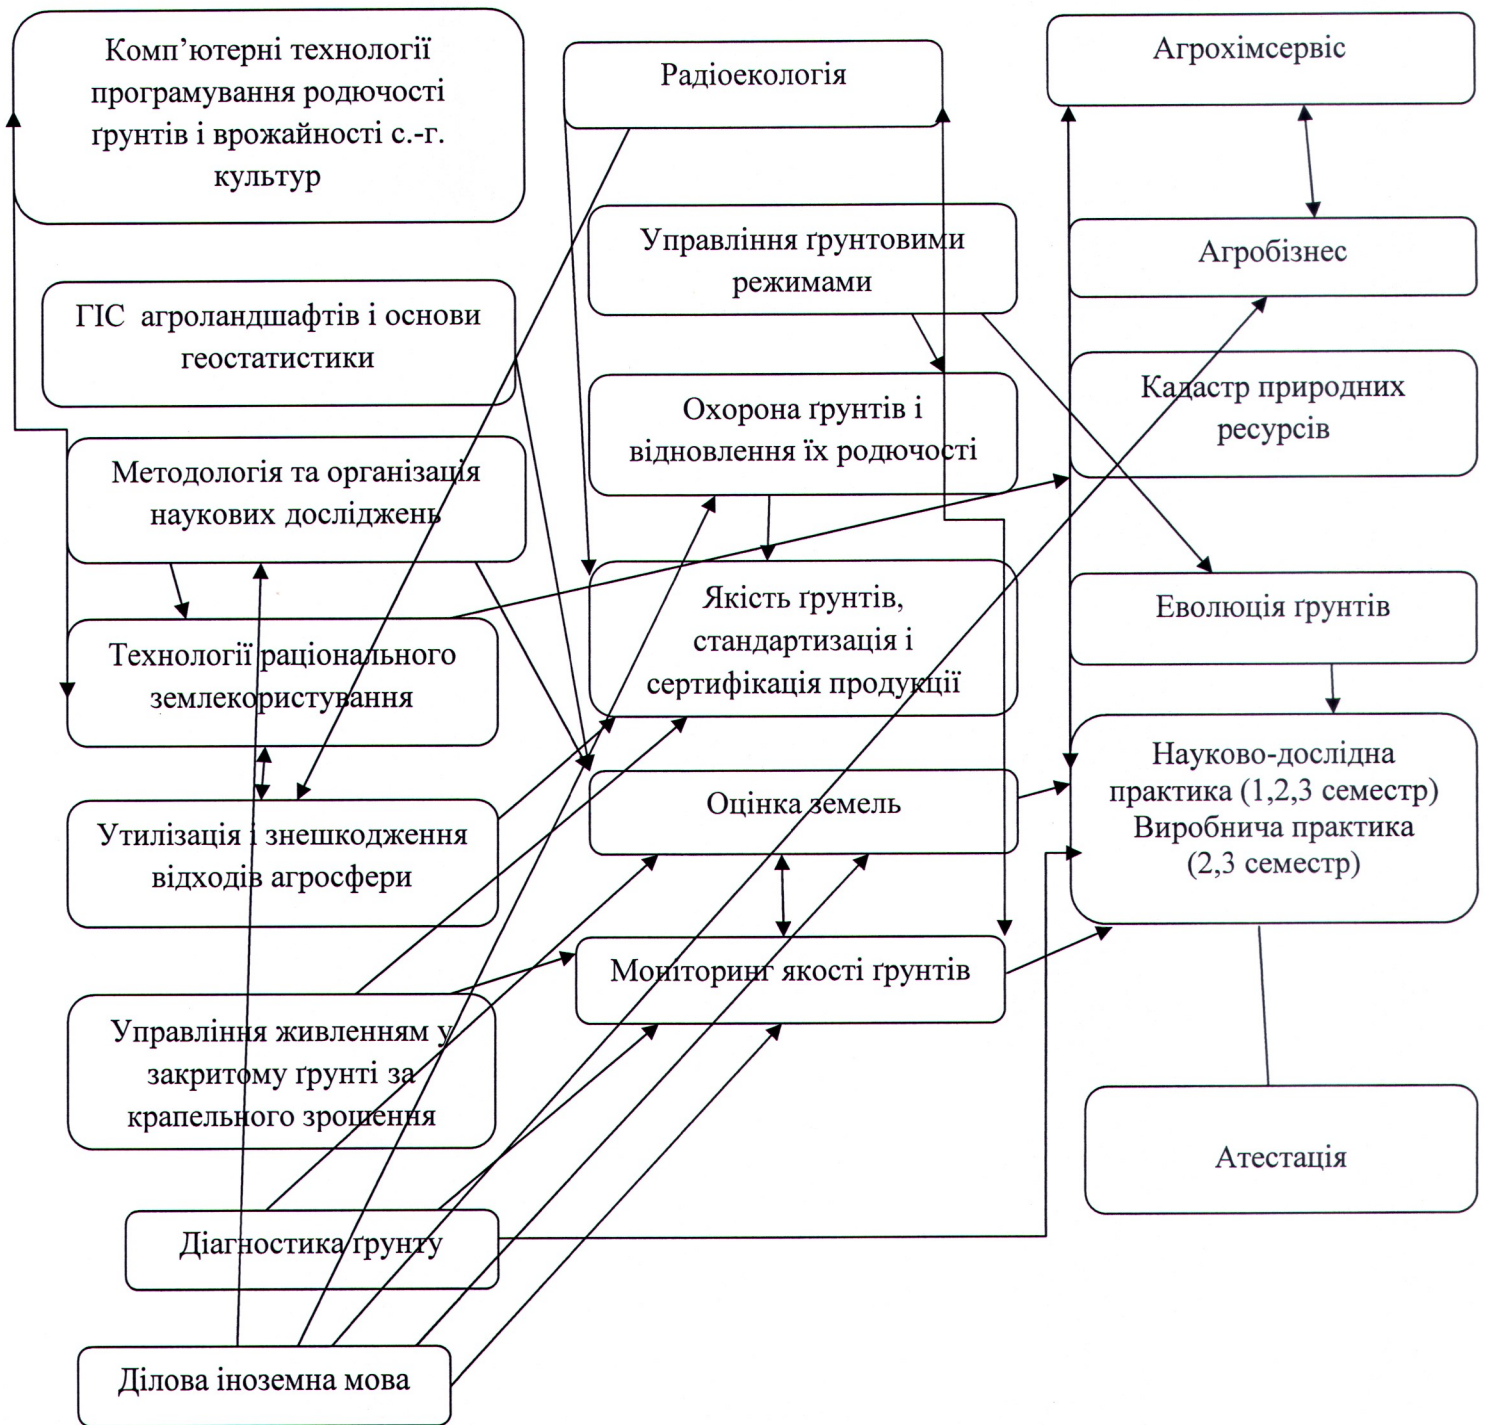 Комп’ютерні технології
програмування родючості
ґрунтів і врожайності с.-г.
культур
ГІС  агроландшафтів і основи
геостатистики
Методологія та організація
наукових досліджень
Технології раціонального
землекористування
Утилізація і знешкодження
відходів агросфери
Управління живленням у
закритому ґрунті за
крапельного зрошення
Діагностика ґрунту
Ділова іноземна мова
Радіоекологія
Управління ґрунтовими
режимами
Охорона ґрунтів і
відновлення їх родючості
Якість ґрунтів,
стандартизація і
сертифікація продукції
Оцінка земель
Моніторинг якості ґрунтів
Агрохімсервіс
Агробізнес
Кадастр природних
ресурсів
Еволюція ґрунтів
Науково-дослідна
практика (1,2,3 семестр)
Виробнича практика
(2,3 семестр)
Атестація